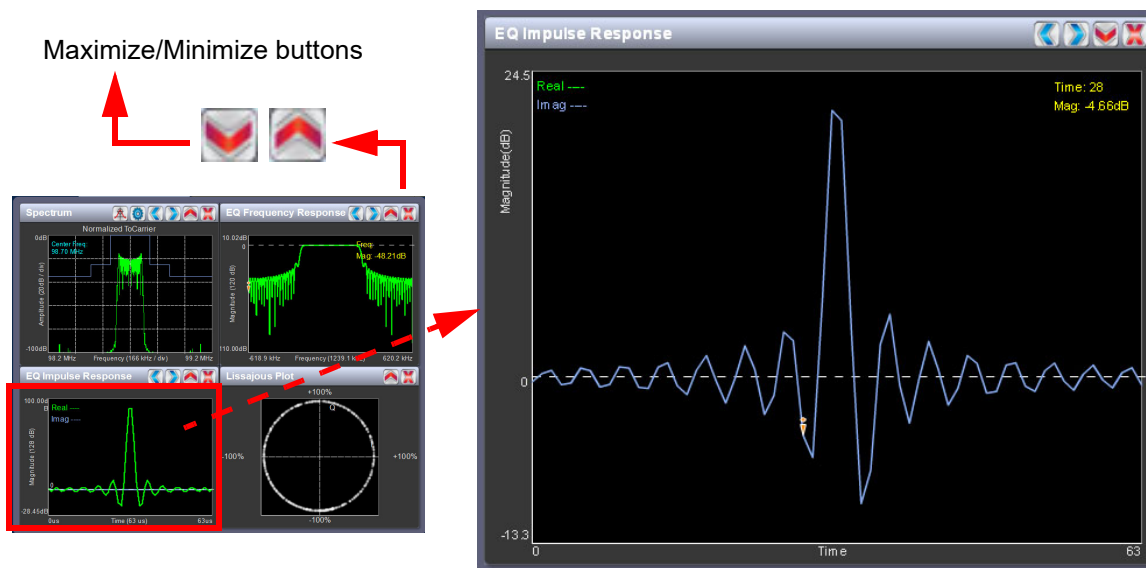 Maximize/Minimize buttons
Spectrum
Normalized ToCarrier
0dB
Center Freq:
98.70 MHz
Amplitude (20dB / dv)
-100dB
98.2 MHz
Frequency (166 kHz / dv)
99.2 MHz
EQ Frequency Response
10.02dB
0
Freq:
Mag: -48.21dB
Magnitude (120 dB)
110.00dB
-618.9 kHz
Frequency (1239.1 kHz)
620.2 kHz
EQ Impulse Response
100.00d
B
Real ----
Imag ----
Magnitude (128 dB)
0
-28.45dB
0us
Time (63 us)
63us
Lissajous Plot
+100%
Q
-100%
+100%
-100%
EQ Impulse Response
24.5
Real ----
Imag ----
Time: 28
Mag: -4.66dB
Magnitude(dB)
0
-13.3
0
Time
63